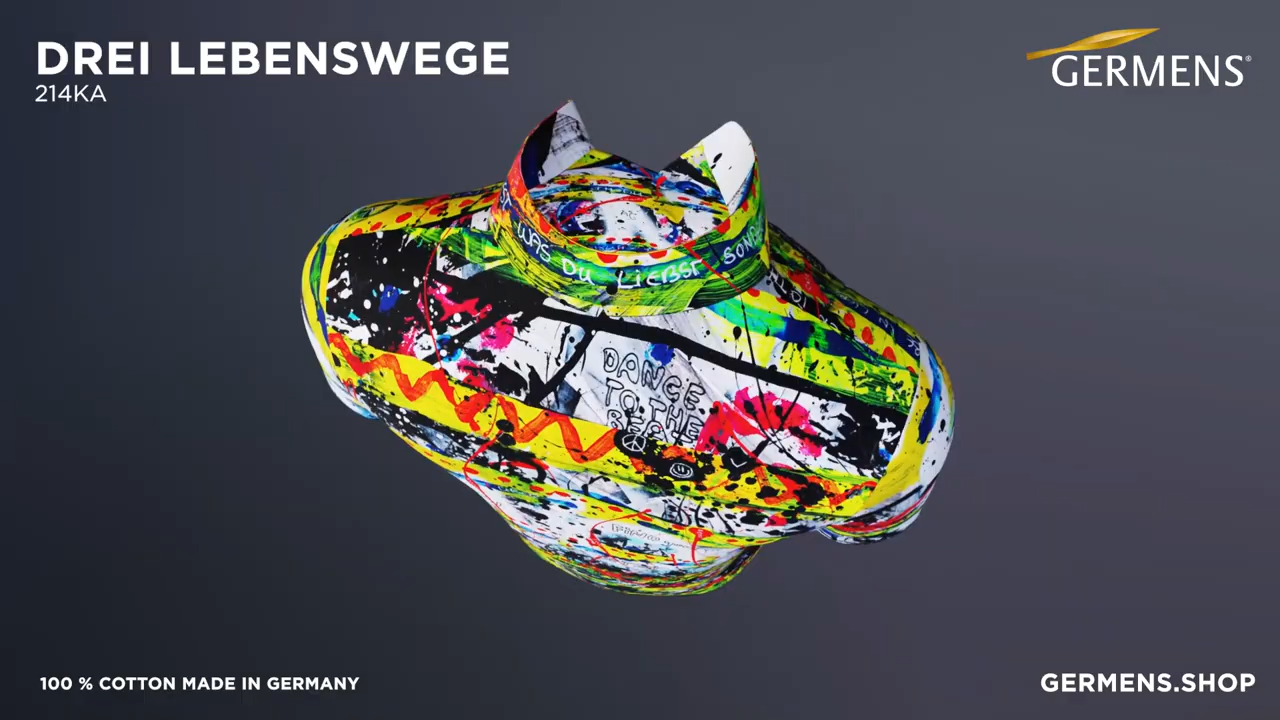 DREI LEBENSWEGE
214KA
GERMENS®
WAS DU LIEBST
DANCE
TO THE
100 % COTTON MADE IN GERMANY
GERMENS.SHOP